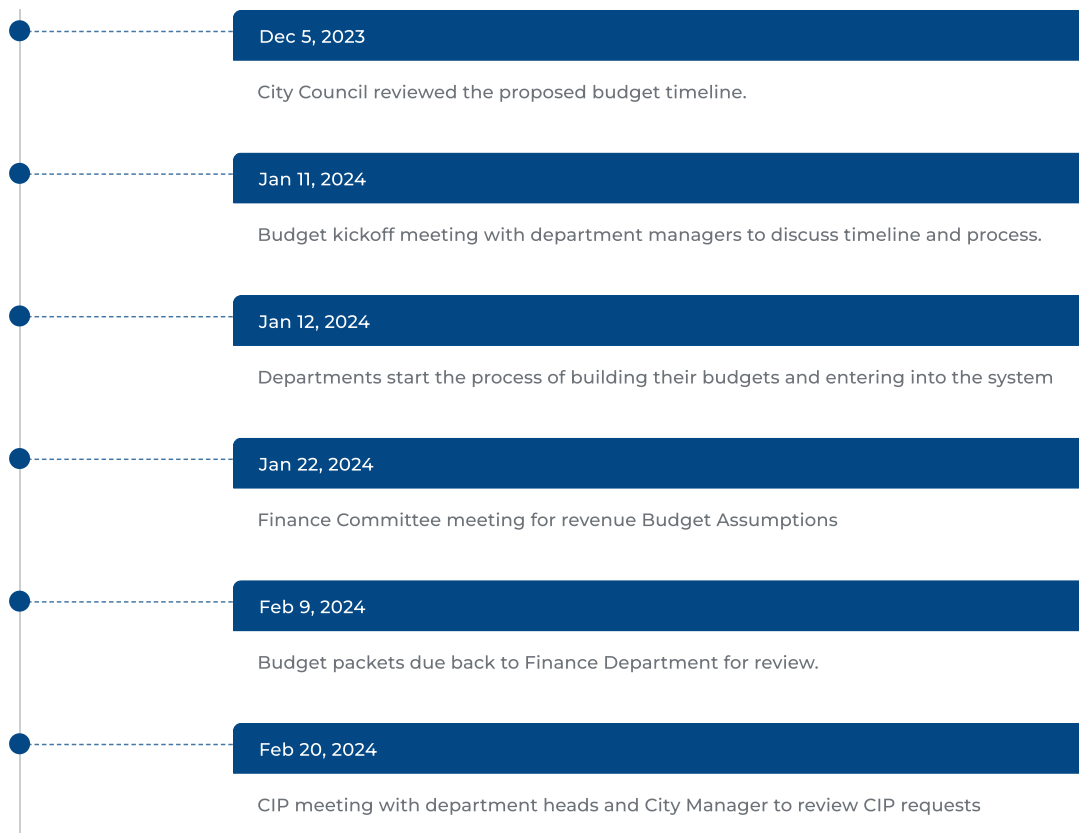 Dec 5, 2023
City Council reviewed the proposed budget timeline.
Jan 11, 2024
Budget kickoff meeting with department managers to discuss timeline and process.
Jan 12, 2024
Departments start the process of building their budgets and entering into the system
Jan 22, 2024
Finance Committee meeting for revenue Budget Assumptions
Feb 9, 2024
Budget packets due back to Finance Department for review.
Feb 20, 2024
CIP meeting with department heads and City Manager to review CIP requests